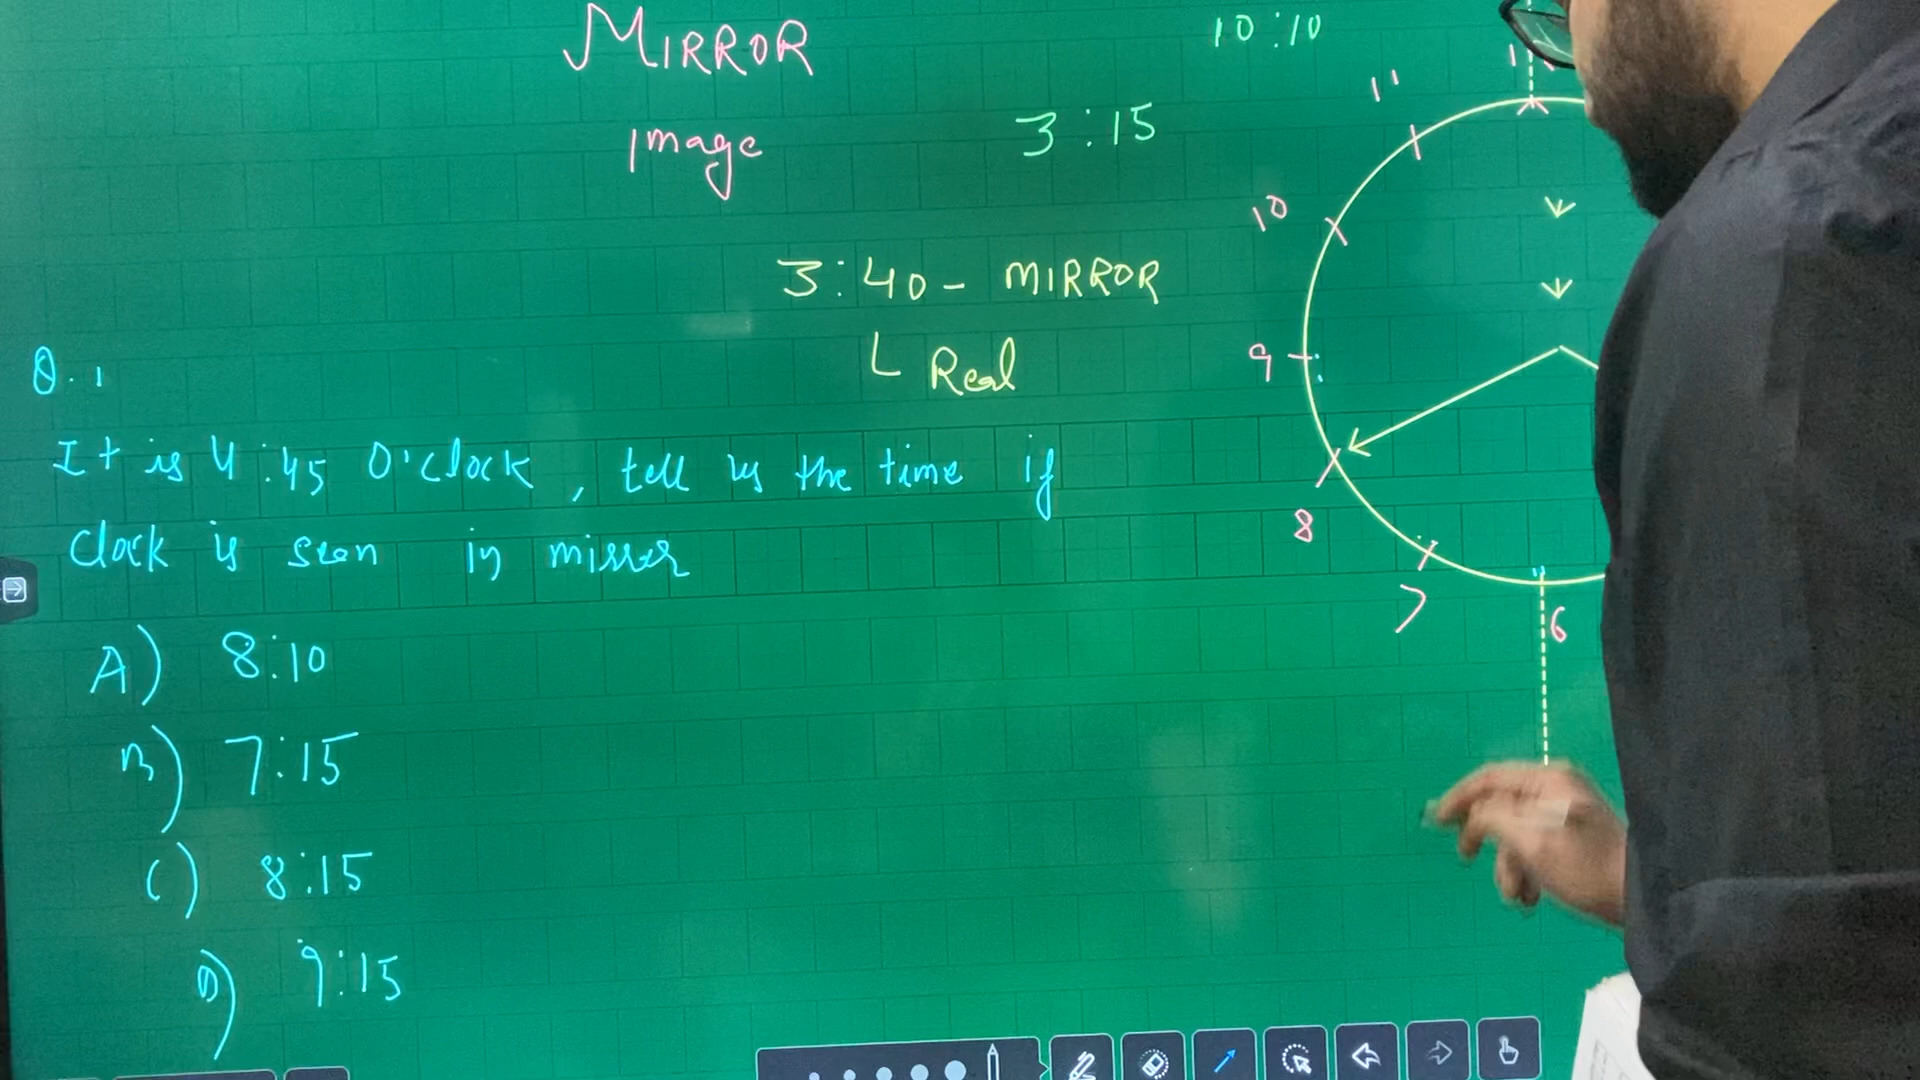 MIRROR
image
10:10
3:15
3:40 - MIRROR
Real
Q.1
It is 4:45 O'clock, tell us the time if
clock is seen in mirror
A) 8:10
B) 7:15
C) 8:15
D) 9:15
11
10
9
8
7
6